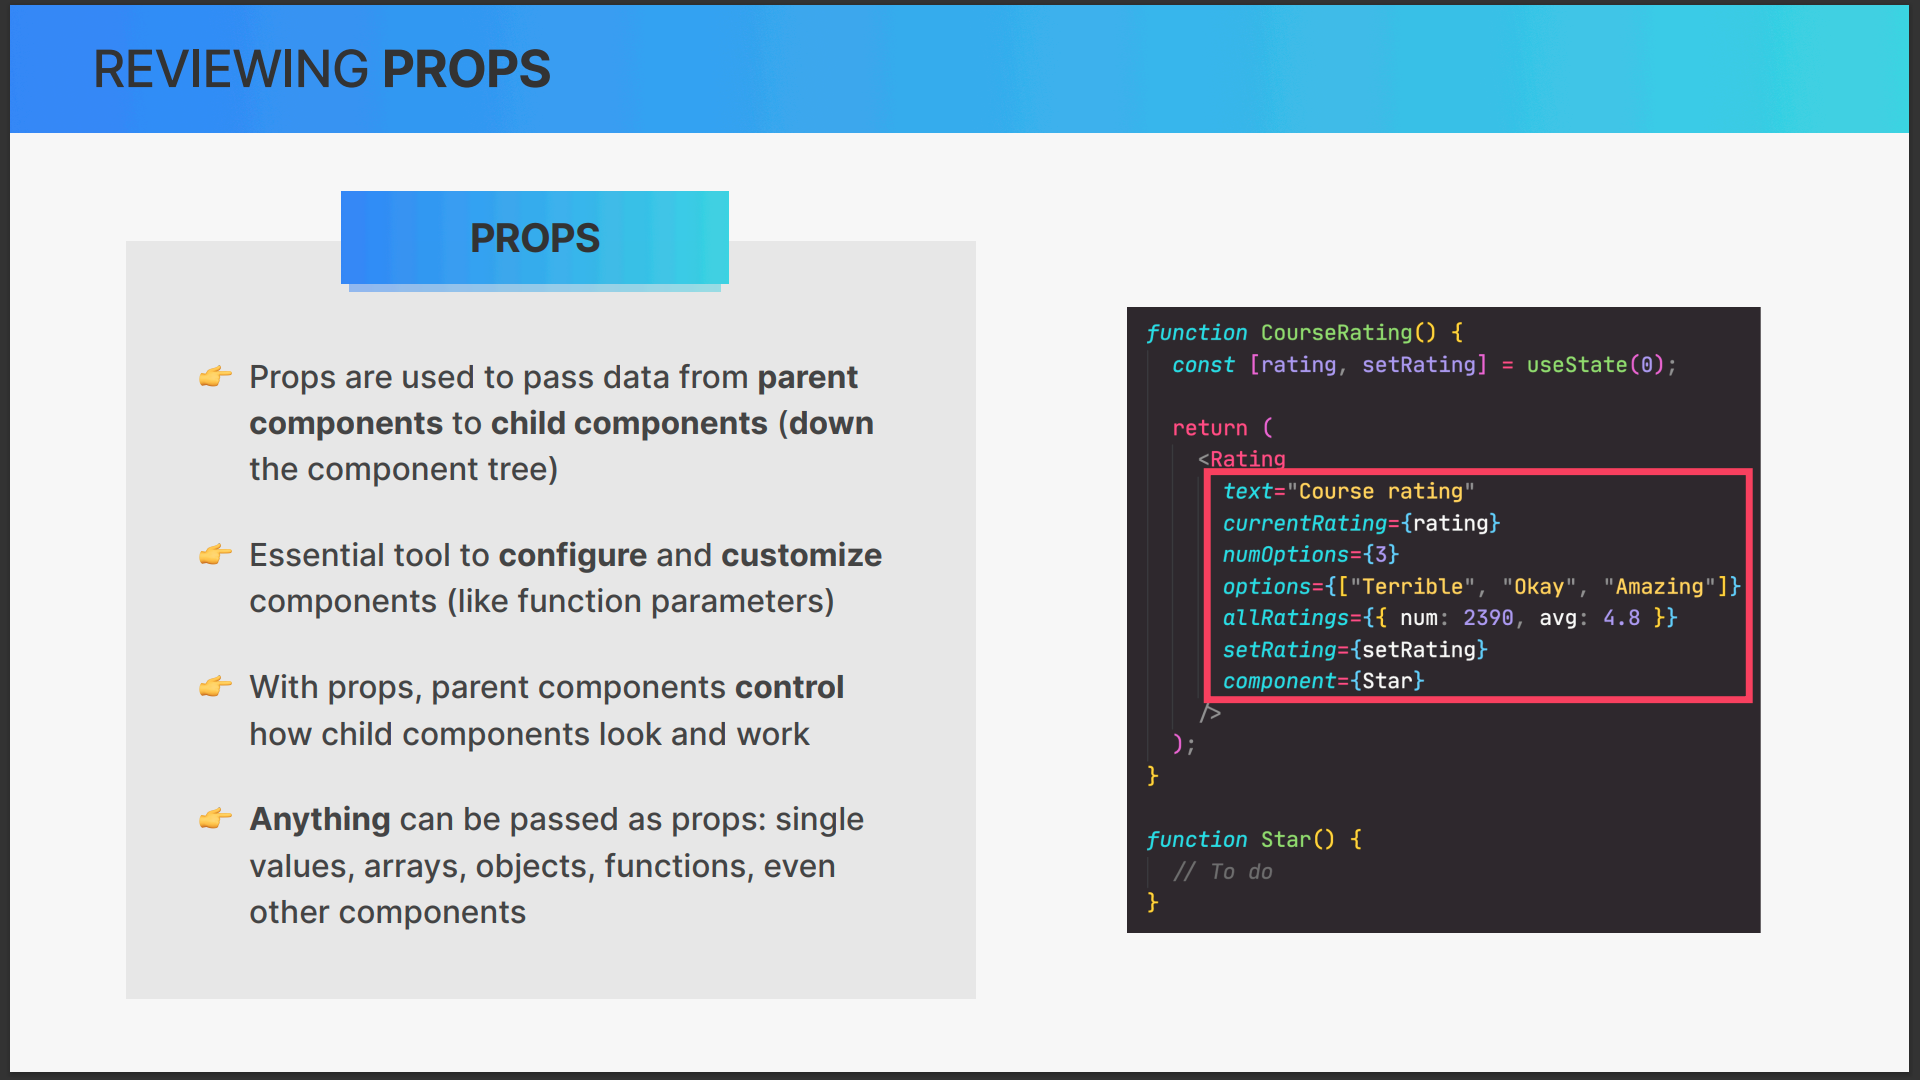 REVIEWING PROPS
PROPS
👉 Props are used to pass data from parent
components to child components (down
the component tree)
👉 Essential tool to configure and customize
components (like function parameters)
👉 With props, parent components control
how child components look and work
👉 Anything can be passed as props: single
values, arrays, objects, functions, even
other components
function CourseRating() {
  const [rating, setRating] = useState(0);
  return (
    <Rating
      text="Course rating"
      currentRating={rating}
      numOptions={3}
      options={["Terrible", "Okay", "Amazing"]}
      allRatings={{ num: 2390, avg: 4.8 }}
      setRating={setRating}
      component={Star}
    />
  );
}
function Star() {
  // To do
}